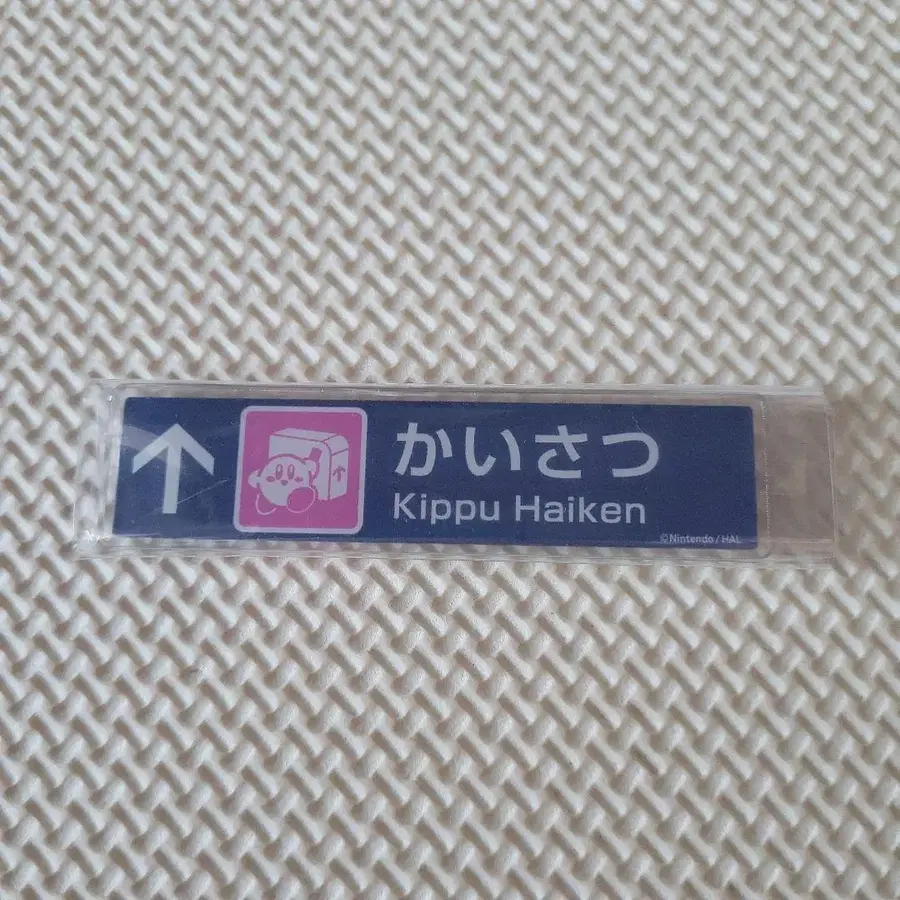 かいさつ
Kippu Haiken
©Nintendo / HAL